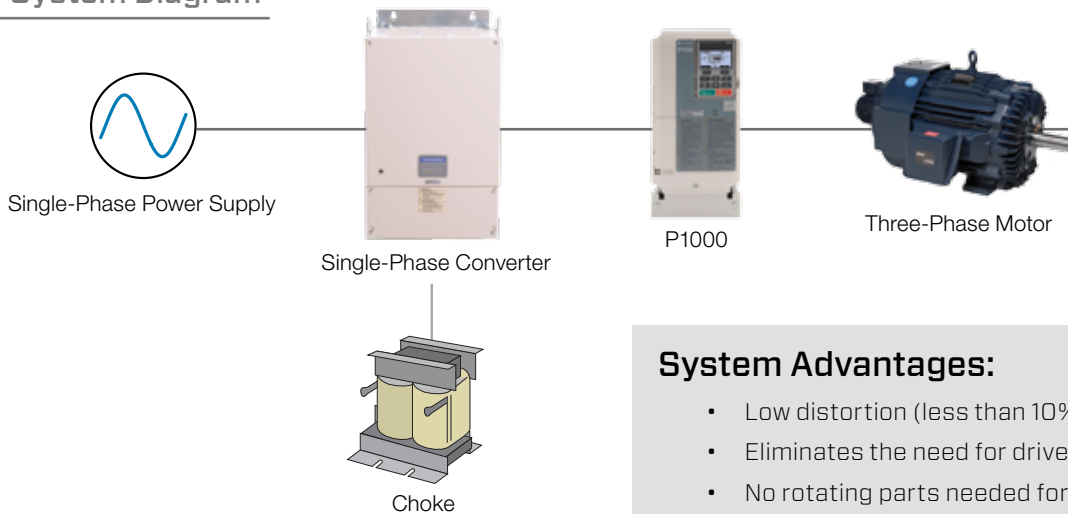 System Diagram
Single-Phase Power Supply
Single-Phase Converter
P1000
Three-Phase Motor
Choke
System Advantages:
• Low distortion (less than 10%
• Eliminates the need for drive
• No rotating parts needed for